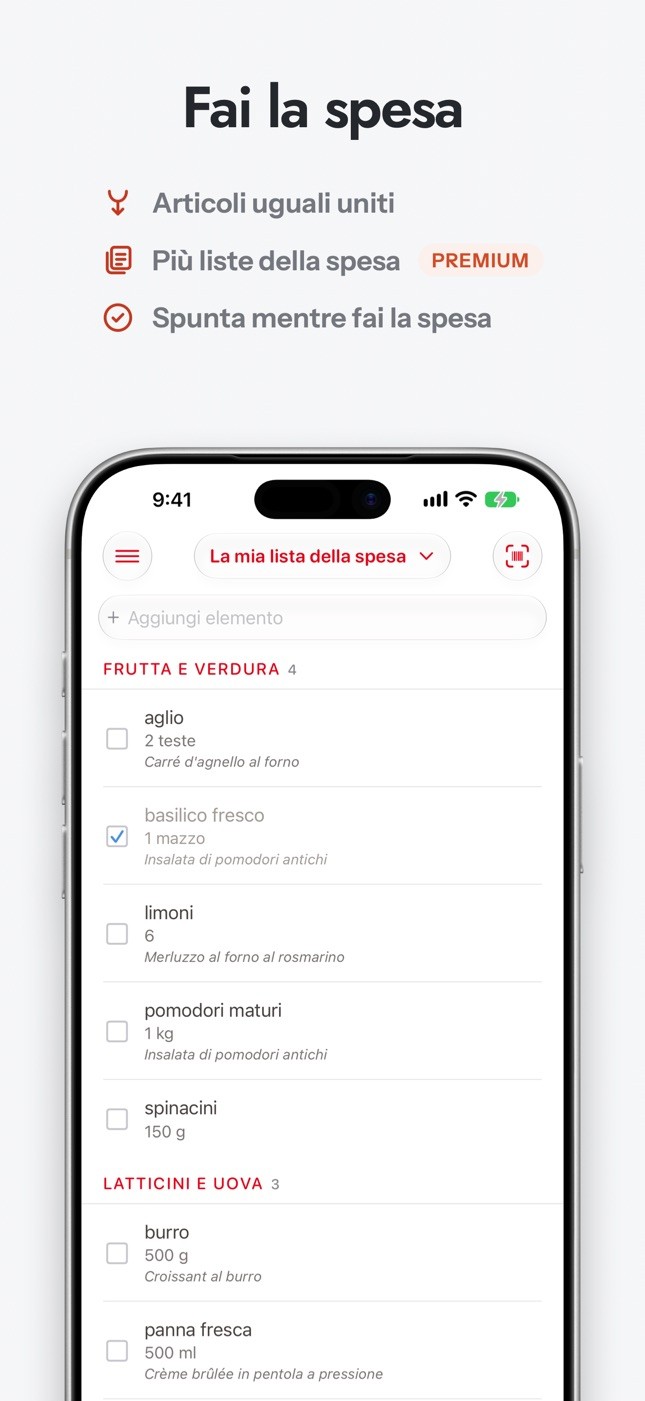 Fai la spesa
Articoli uguali uniti
Più liste della spesa PREMIUM
Spunta mentre fai la spesa
9:41
La mia lista della spesa
+ Aggiungi elemento
FRUTTA E VERDURA 4
aglio
2 teste
Carré d'agnello al forno
basilico fresco
1 mazzo
Insalata di pomodori antichi
limoni
6
Merluzzo al forno al rosmarino
pomodori maturi
1 kg
Insalata di pomodori antichi
spinacini
150 g
LATTICINI E UOVA 3
burro
500 g
Croissant al burro
panna fresca
500 ml
Crème brûlée in pentola a pressione